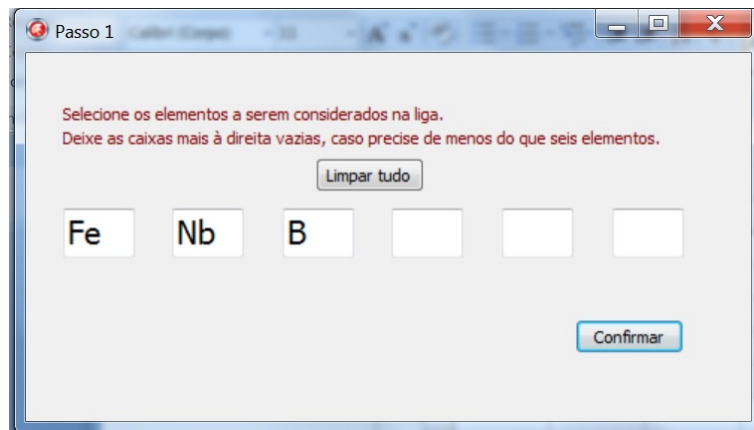 Passo 1
Selecione os elementos a serem considerados na liga.
Deixe as caixas mais à direita vazias, caso precise de menos do que seis elementos.
Limpar tudo
Fe Nb B
Confirmar